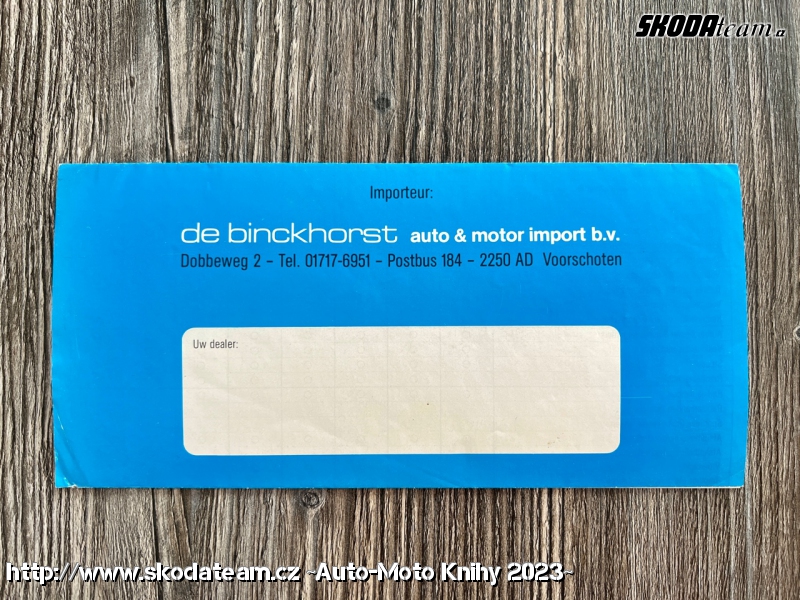 SKODAteam.cz
Importeur:
de binckhorst auto & motor import b.v.
Dobbeweg 2 – Tel. 01717-6951 – Postbus 184 – 2250 AD Voorschoten
Uw dealer:
http://www.skodateam.cz ~Auto-Moto Knihy 2023~